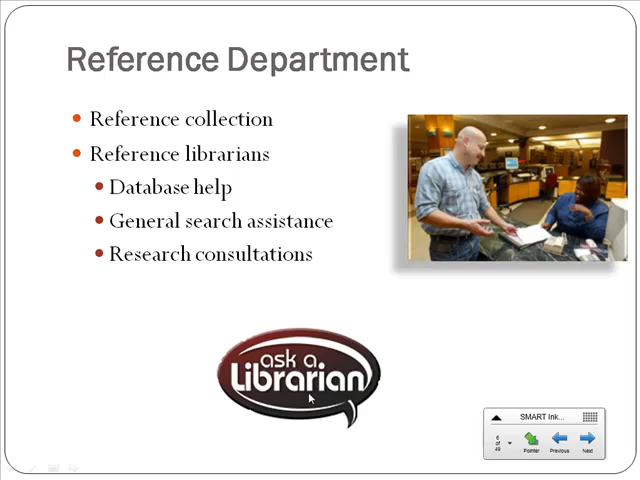 Reference Department
Reference collection
Reference librarians
Database help
General search assistance
Research consultations
ask a
Librarian
SMART Ink...
6
of
49
Pointer
Previous
Next